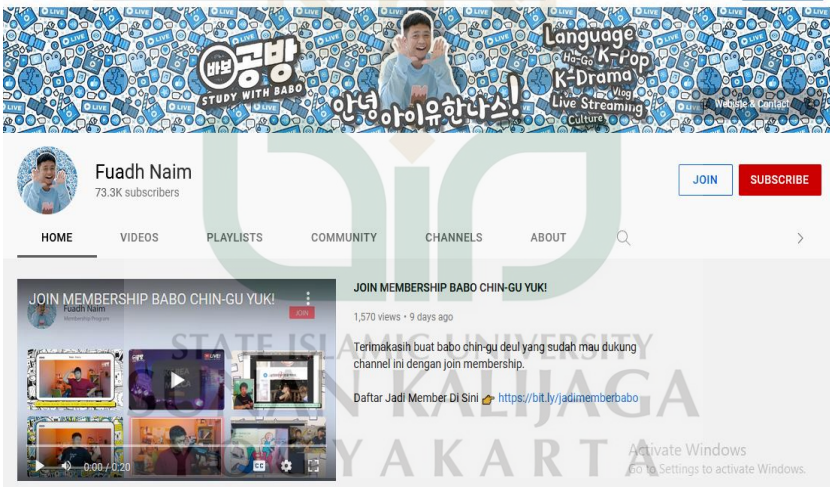 바보
공방
STUDY WITH BABO
안녕
아이유한나스!
Language
Ha-Go K-Pop
K-Drama
Vlog
Live Streaming
Culture
Website & Contact
Fuadh Naim
73.3K subscribers
JOIN
SUBSCRIBE
HOME
VIDEOS
PLAYLISTS
COMMUNITY
CHANNELS
ABOUT
JOIN MEMBERSHIP BABO CHIN-GU YUK!
Fuadh Naim
Membership Program
JOIN
0:00 / 0:20
CC
JOIN MEMBERSHIP BABO CHIN-GU YUK!
1,570 views • 9 days ago
Terimakasih buat babo chin-gu deul yang sudah mau dukung
channel ini dengan join membership.
Daftar Jadi Member Di Sini 👉 https://bit.ly/jadimemberbabo
STATE ISLAMIC UNIVERSITY
SUNAN KALIJAGA
YAKARTA
Activate Windows
Go to Settings to activate Windows.